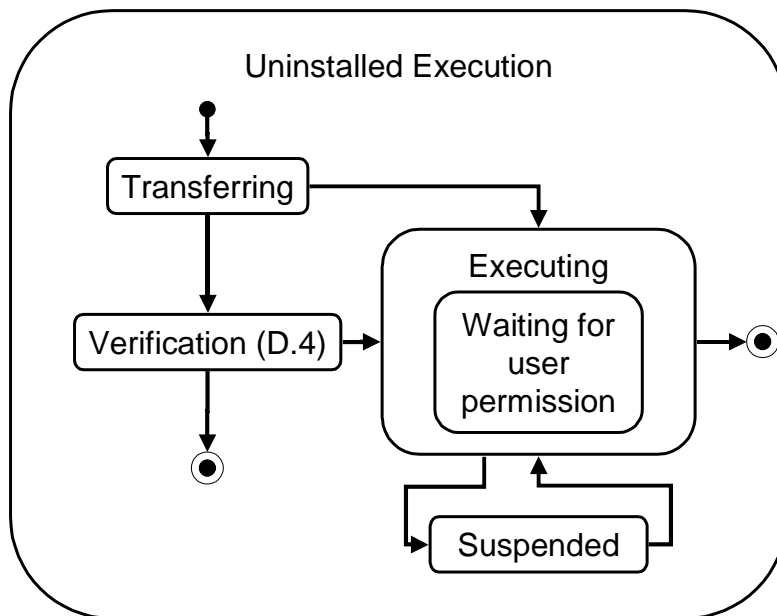 Uninstalled Execution
Transferring
Executing
Waiting for
user
permission
Verification (D.4)
Suspended